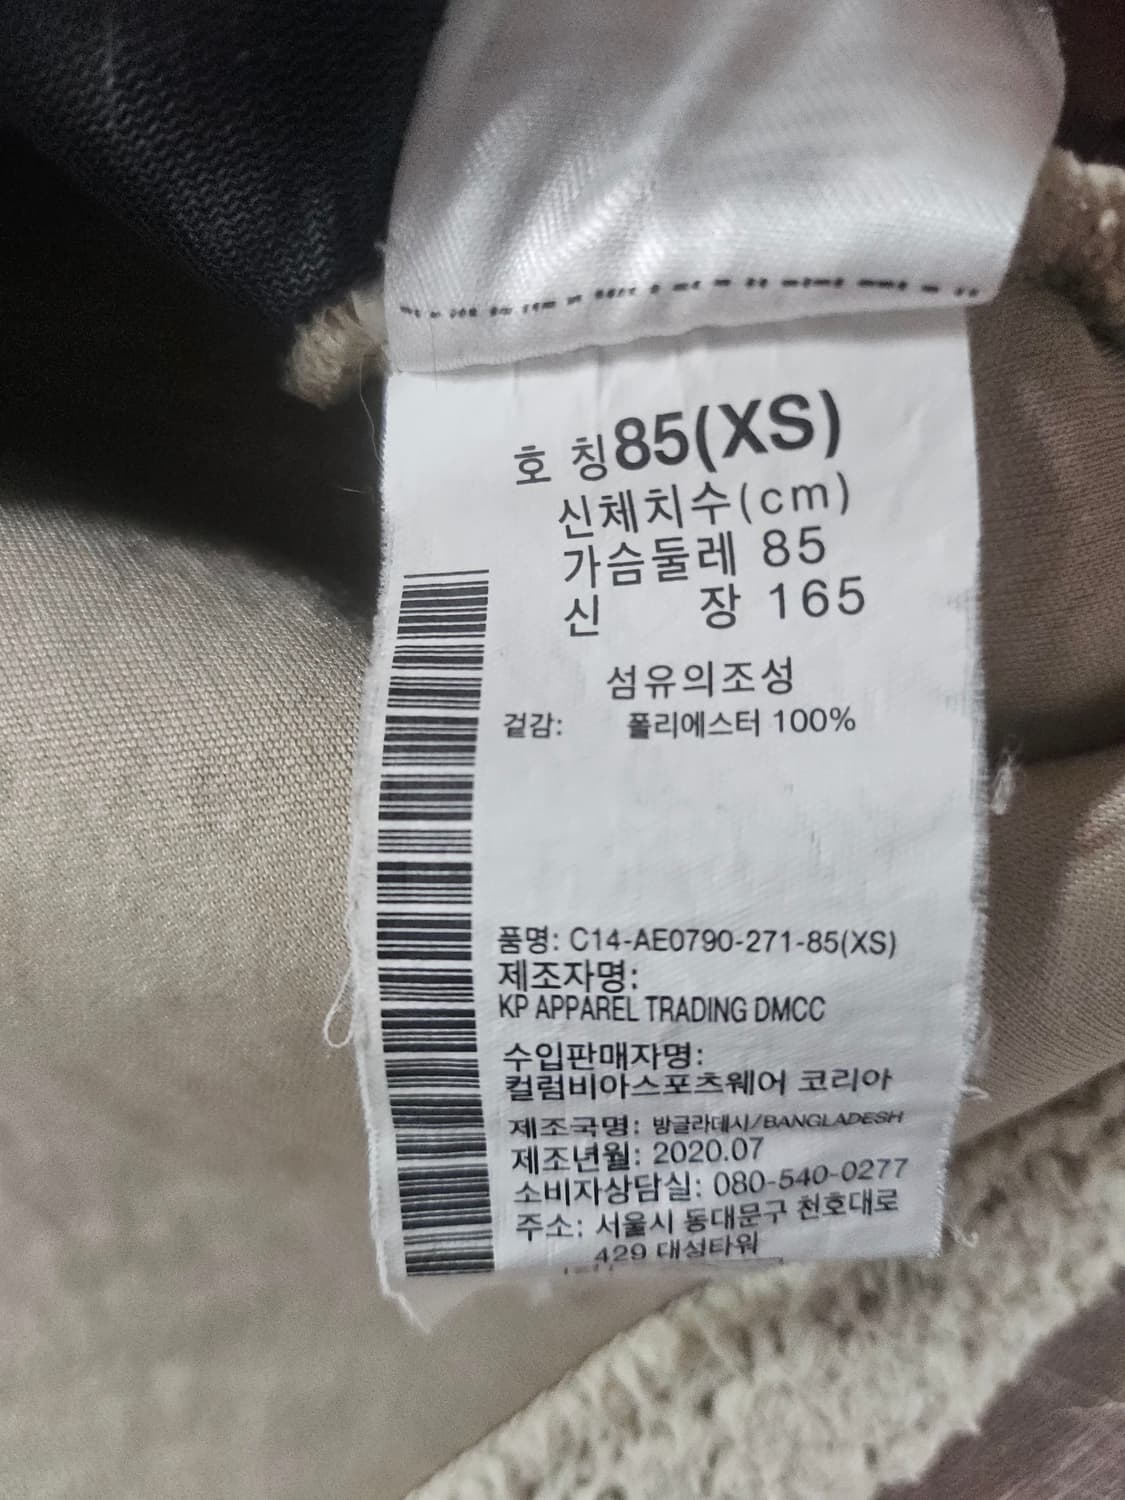 호 칭 85(XS)
신체치수(cm)
가슴둘레 85
신 장 165
섬유의조성
겉감: 폴리에스터 100%
품명: C14-AE0790-271-85(XS)
제조자명:
KP APPAREL TRADING DMCC
수입판매자명:
컬럼비아스포츠웨어 코리아
제조국명: 방글라데시/BANGLADESH
제조년월: 2020.07
소비자상담실: 080-540-0277
주소: 서울시 동대문구 천호대로
429 대성타워